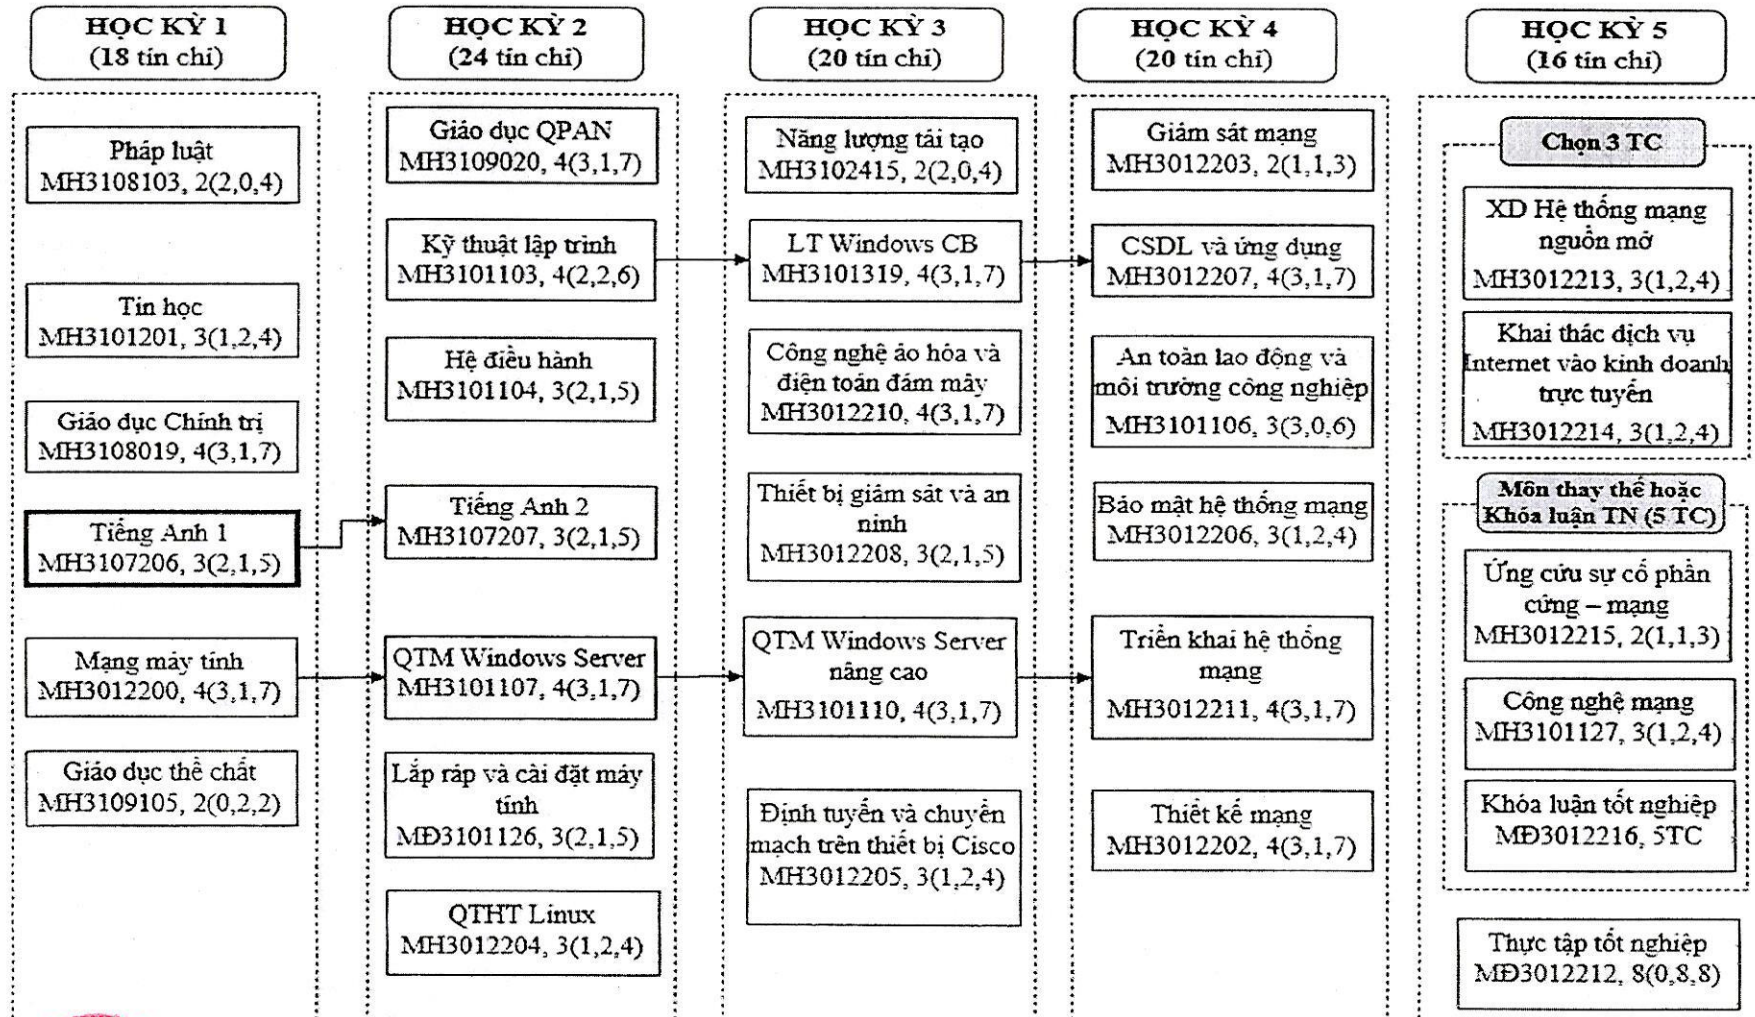 HỌC KỲ 1
(18 tín chỉ)
Pháp luật
MH3108103, 2(2,0,4)
Tin học
MH3101201, 3(1,2,4)
Giáo dục Chính trị
MH3108019, 4(3,1,7)
Tiếng Anh 1
MH3107206, 3(2,1,5)
Mạng máy tính
MH3012200, 4(3,1,7)
Giáo dục thể chất
MH3109105, 2(0,2,2)
HỌC KỲ 2
(24 tín chỉ)
Giáo dục QPAN
MH3109020, 4(3,1,7)
Kỹ thuật lập trình
MH3101103, 4(2,2,6)
Hệ điều hành
MH3101104, 3(2,1,5)
Tiếng Anh 2
MH3107207, 3(2,1,5)
QTM Windows Server
MH3101107, 4(3,1,7)
Lắp ráp và cài đặt máy
tính
MĐ3101126, 3(2,1,5)
QTHT Linux
MH3012204, 3(1,2,4)
HỌC KỲ 3
(20 tín chỉ)
Năng lượng tái tạo
MH3102415, 2(2,0,4)
LT Windows CB
MH3101319, 4(3,1,7)
Công nghệ ảo hóa và
điện toán đám mây
MH3012210, 4(3,1,7)
Thiết bị giám sát và an
ninh
MH3012208, 3(2,1,5)
QTM Windows Server
nâng cao
MH3101110, 4(3,1,7)
Định tuyến và chuyển
mạch trên thiết bị Cisco
MH3012205, 3(1,2,4)
HỌC KỲ 4
(20 tín chỉ)
Giám sát mạng
MH3012203, 2(1,1,3)
CSDL và ứng dụng
MH3012207, 4(3,1,7)
An toàn lao động và
môi trường công nghiệp
MH3101106, 3(3,0,6)
Bảo mật hệ thống mạng
MH3012206, 3(1,2,4)
Triển khai hệ thống
mạng
MH3012211, 4(3,1,7)
Thiết kế mạng
MH3012202, 4(3,1,7)
HỌC KỲ 5
(16 tín chỉ)
Chọn 3 TC
XD Hệ thống mạng
nguồn mở
MH3012213, 3(1,2,4)
Khai thác dịch vụ
Internet vào kinh doanh
trực tuyến
MH3012214, 3(1,2,4)
Môn thay thế hoặc
Khóa luận TN (5 TC)
Ứng cứu sự cố phần
cứng – mạng
MH3012215, 2(1,1,3)
Công nghệ mạng
MH3101127, 3(1,2,4)
Khóa luận tốt nghiệp
MĐ3012216, 5TC
Thực tập tốt nghiệp
MĐ3012212, 8(0,8,8)